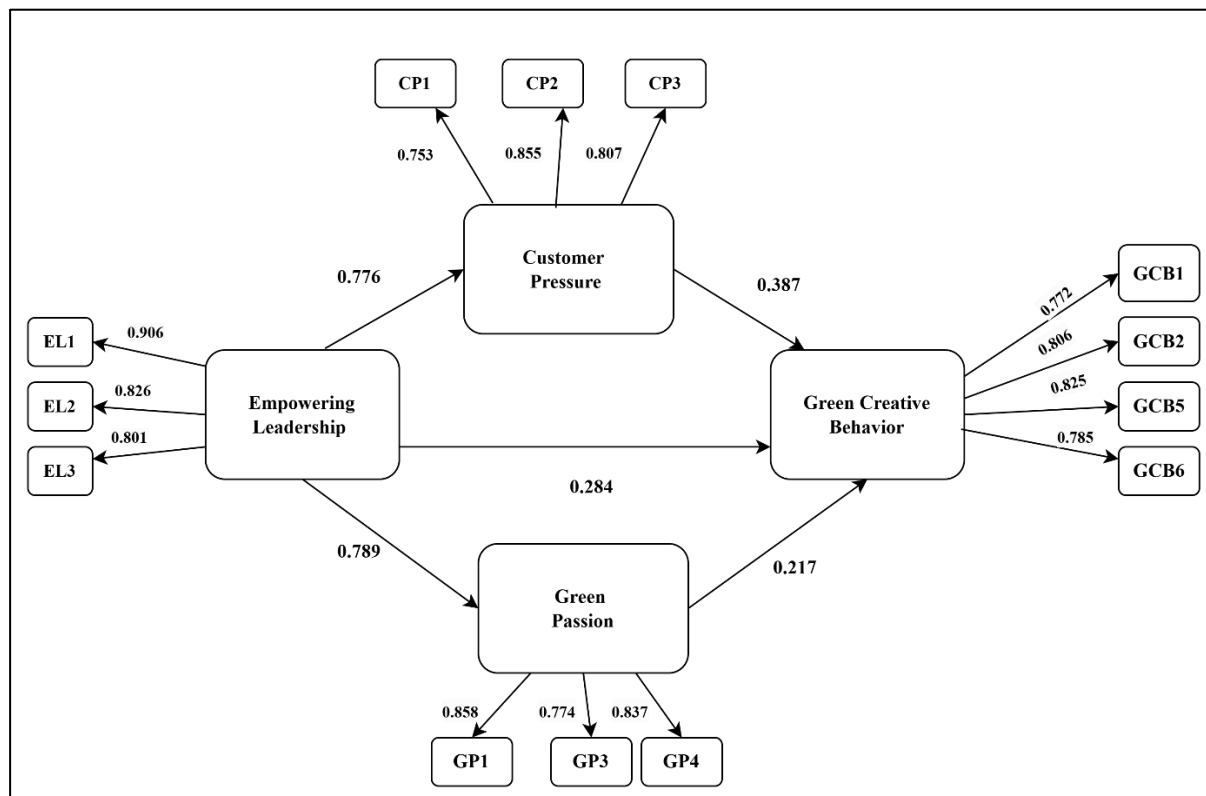 CP1
CP2
CP3
0.753
0.855
0.807
Customer
Pressure
0.776
0.387
EL1
0.906
EL2
0.826
EL3
0.801
Empowering
Leadership
Green Creative
Behavior
0.772
GCB1
0.806
GCB2
0.825
GCB5
0.785
GCB6
0.284
0.789
0.217
Green
Passion
0.858
0.774
0.837
GP1
GP3
GP4